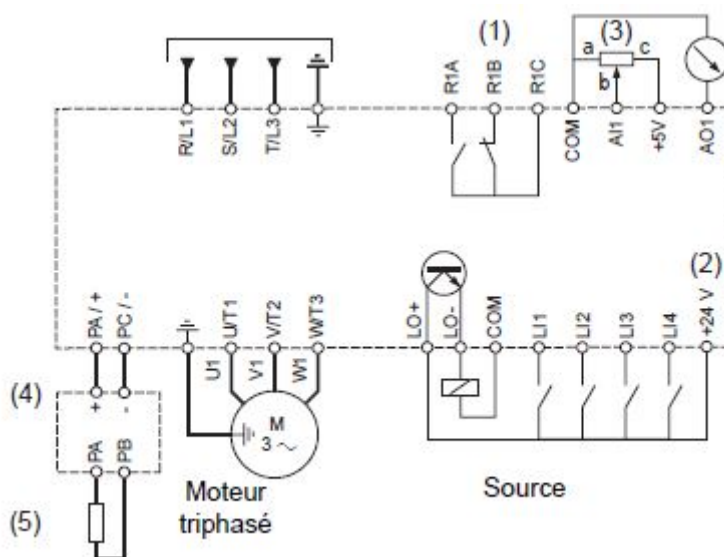 (1)
(3)
a
c
b
R/L1
S/L2
T/L3
R1A
R1B
R1C
COM
AI1
+5V
AO1
(2)
PA / +
PC / -
U/T1
V/T2
W/T3
LO+
LO-
COM
LI1
LI2
LI3
LI4
+24 V
U1
V1
W1
(4)
+
-
M
3 ~
PA
PB
(5)
Moteur
triphasé
Source